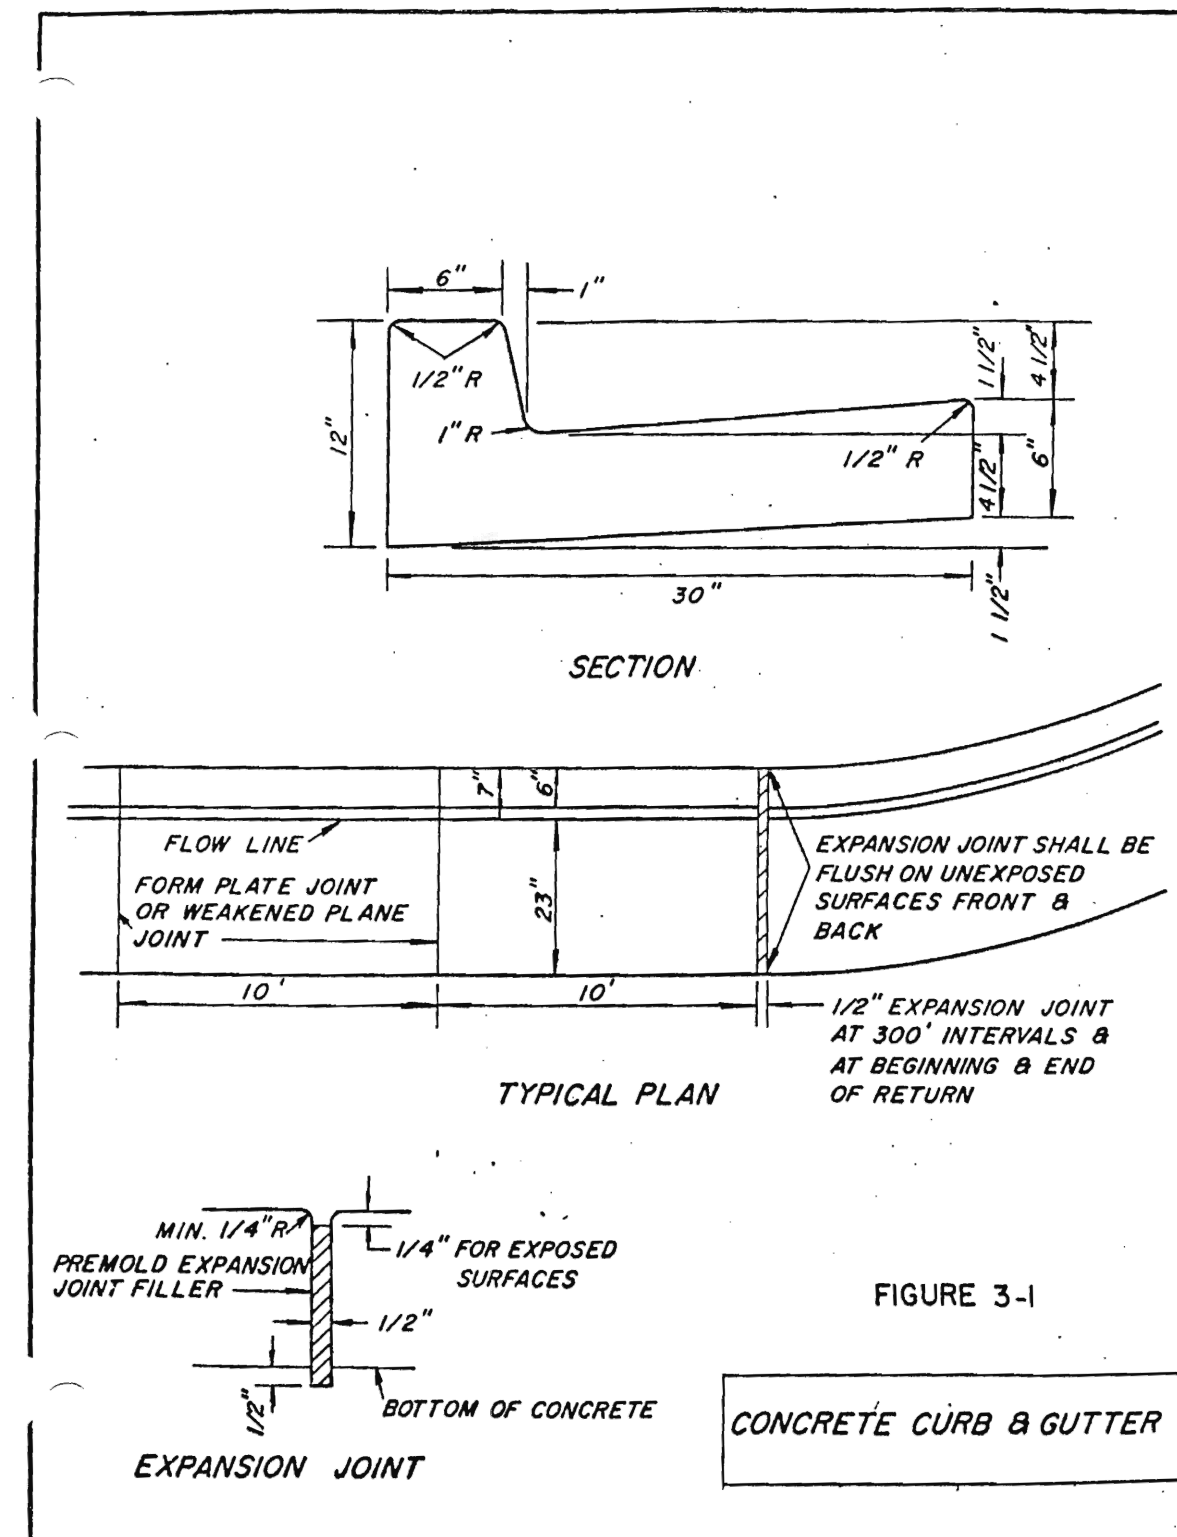 6"
1"
1/2" R
12"
1" R
1/2" R
1 1/2"
4 1/2"
4 1/2"
6"
30"
1 1/2"
SECTION
7"
6"
FLOW LINE
FORM PLATE JOINT
OR WEAKENED PLANE
JOINT
23"
EXPANSION JOINT SHALL BE
FLUSH ON UNEXPOSED
SURFACES FRONT &
BACK
10'
10'
1/2" EXPANSION JOINT
AT 300' INTERVALS &
AT BEGINNING & END
OF RETURN
TYPICAL PLAN
MIN. 1/4"R
PREMOLD EXPANSION
JOINT FILLER
1/4" FOR EXPOSED
SURFACES
1/2"
1/2"
BOTTOM OF CONCRETE
EXPANSION JOINT
FIGURE 3-1
CONCRETE CURB & GUTTER